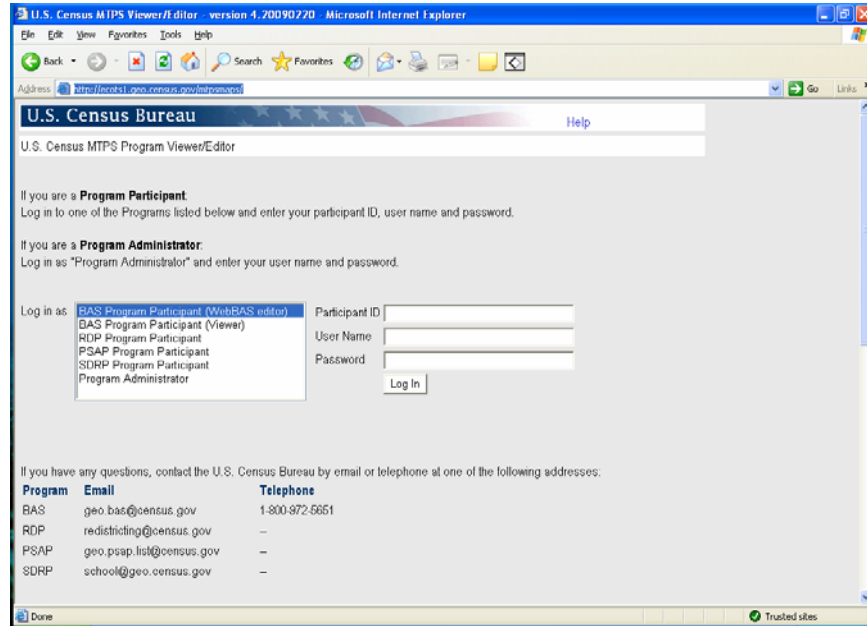 U.S. Census MTPS Viewer/Editor - version 4.20090220 - Microsoft Internet Explorer
File Edit View Favorites Tools Help
Back Search Favorites
Address http://ncots1.geo.census.gov/mtpsmaps/ Go Links
U.S. Census Bureau
Help
U.S. Census MTPS Program Viewer/Editor
If you are a Program Participant:
Log in to one of the Programs listed below and enter your participant ID, user name and password.
If you are a Program Administrator:
Log in as "Program Administrator" and enter your user name and password.
Log in as
BAS Program Participant (WebBAS editor)
BAS Program Participant (Viewer)
RDP Program Participant
PSAP Program Participant
SDRP Program Participant
Program Administrator
Participant ID
User Name
Password
Log In
If you have any questions, contact the U.S. Census Bureau by email or telephone at one of the following addresses:
Program Email Telephone
BAS geo.bas@census.gov 1-800-972-5651
RDP redistricting@census.gov –
PSAP geo.psap.list@census.gov –
SDRP school@geo.census.gov –
Done Trusted sites